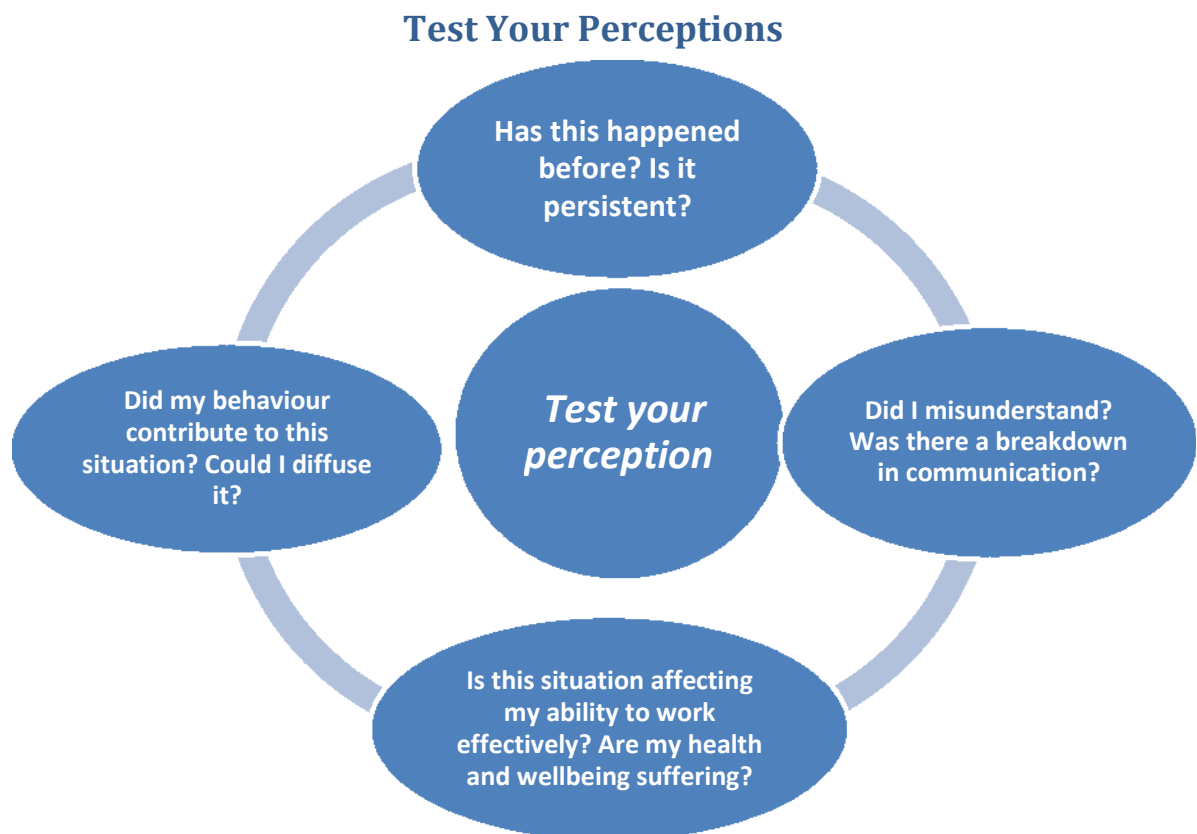 Test Your Perceptions
Has this happened
before? Is it
persistent?
Did my behaviour
contribute to this
situation? Could I diffuse
it?
Test your
perception
Did I misunderstand?
Was there a breakdown
in communication?
Is this situation affecting
my ability to work
effectively? Are my health
and wellbeing suffering?